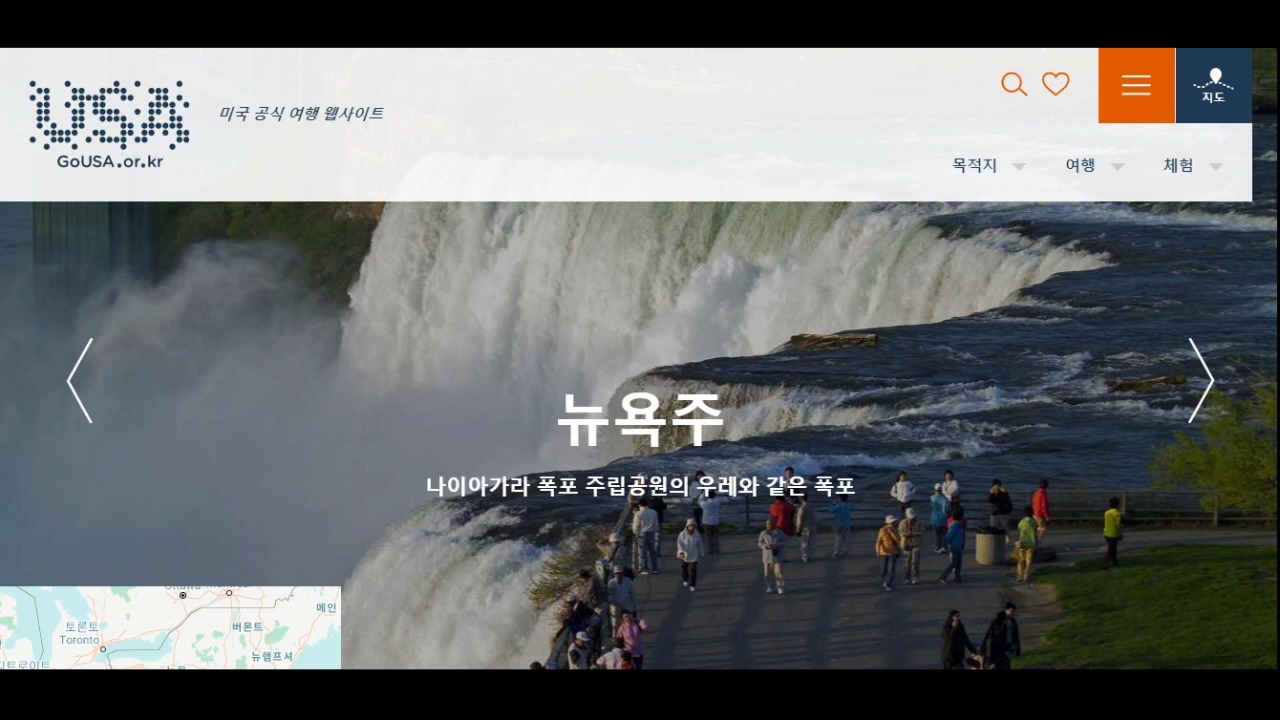 USA
미국 공식 여행 웹사이트
GoUSA.or.kr
지도
목적지
여행
체험
뉴욕주
나이아가라 폭포 주립공원의 우레와 같은 폭포
메인
토론토
Toronto
버몬트
뉴햄프셔